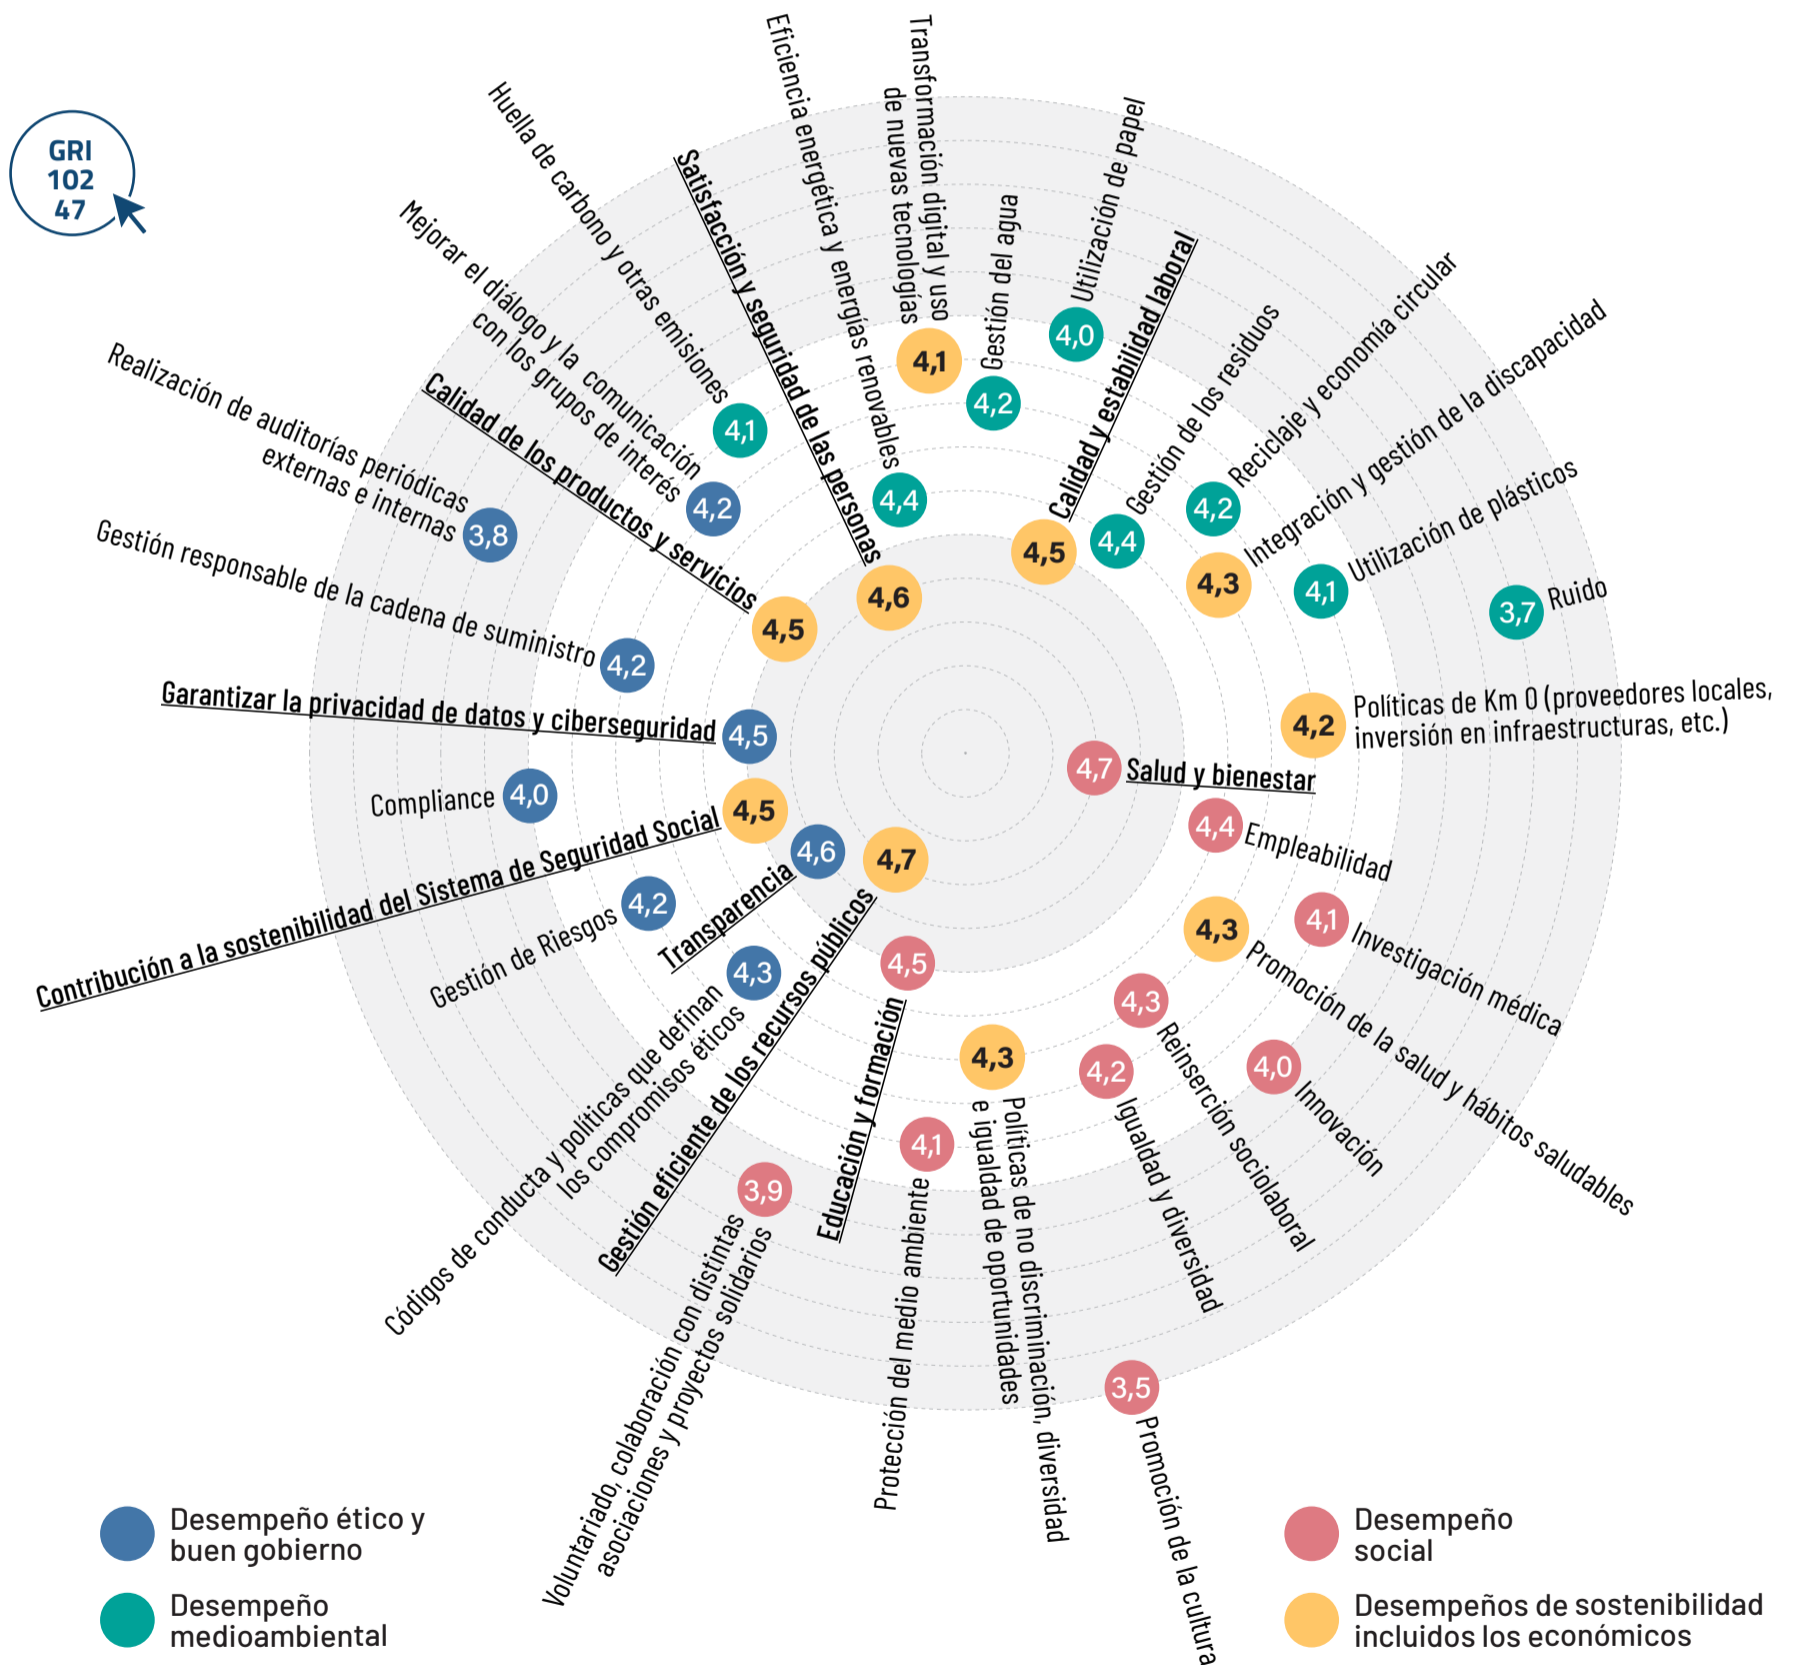 GRI
102
47
Eficiencia energética y energías renovables
4,4
Transformación digital y uso
de nuevas tecnologías
4,1
Gestión del agua
4,2
Utilización de papel
4,0
Calidad y estabilidad laboral
4,5
Gestión de los residuos
4,4
Reciclaje y economía circular
4,2
Integración y gestión de la discapacidad
4,3
Utilización de plásticos
4,1
Ruido
3,7
Políticas de Km 0 (proveedores locales,
inversión en infraestructuras, etc.)
4,2
Salud y bienestar
4,7
Empleabilidad
4,4
Investigación médica
4,1
Promoción de la salud y hábitos saludables
4,3
Innovación
4,0
Reinserción sociolaboral
4,3
Igualdad y diversidad
4,2
Promoción de la cultura
3,5
Políticas de no discriminación, diversidad
e igualdad de oportunidades
4,3
Protección del medio ambiente
4,1
Educación y formación
4,5
Voluntariado, colaboración con distintas
asociaciones y proyectos solidarios
3,9
Gestión eficiente de los recursos públicos
4,7
Códigos de conducta y políticas que definan
los compromisos éticos
4,3
Transparencia
4,6
Gestión de Riesgos
4,2
Contribución a la sostenibilidad del Sistema de Seguridad Social
4,5
Compliance
4,0
Garantizar la privacidad de datos y ciberseguridad
4,5
Gestión responsable de la cadena de suministro
4,2
Realización de auditorías periódicas
externas e internas
3,8
Calidad de los productos y servicios
4,5
Mejorar el diálogo y la comunicación
con los grupos de interés
4,2
Huella de carbono y otras emisiones
4,1
Satisfacción y seguridad de las personas
4,6
Desempeño ético y
buen gobierno
Desempeño
medioambiental
Desempeño
social
Desempeños de sostenibilidad
incluidos los económicos